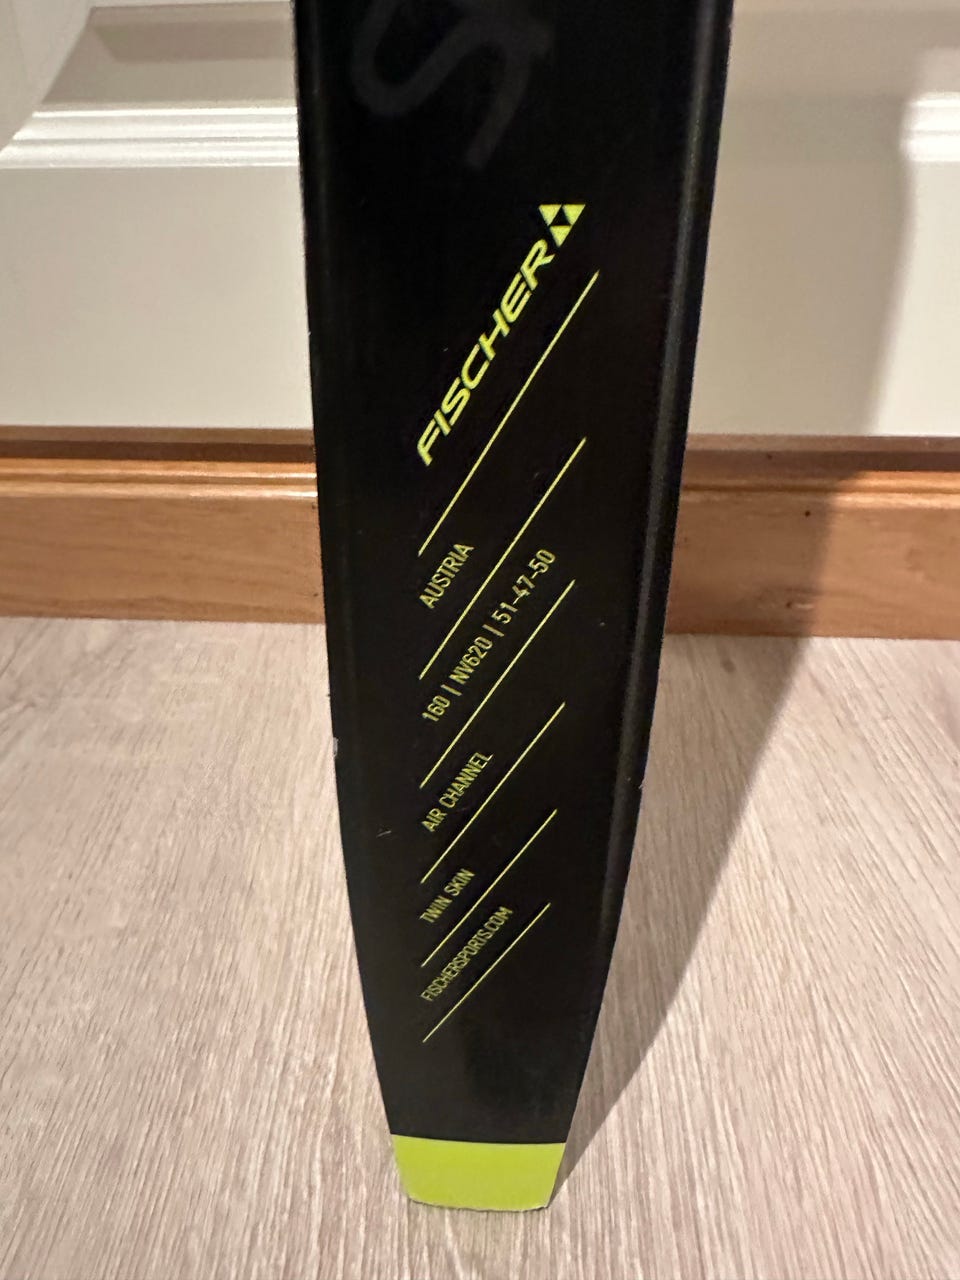 FISCHER
AUSTRIA
160 | NV620 | 51-47-50
AIR CHANNEL
TWIN SKIN
FISCHERSPORTS.COM